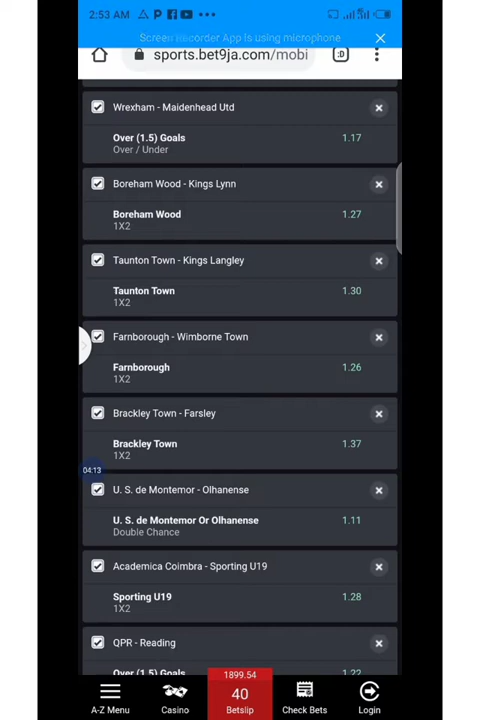 2:53 AM
Screen Recorder App Is using microphone
sports.bet9ja.com/mobi
:D
Wrexham - Maidenhead Utd
Over (1.5) Goals 1.17
Over / Under
Boreham Wood - Kings Lynn
Boreham Wood 1.27
1X2
Taunton Town - Kings Langley
Taunton Town 1.30
1X2
Farnborough - Wimborne Town
Farnborough 1.26
1X2
Brackley Town - Farsley
Brackley Town 1.37
1X2
04:13
U. S. de Montemor - Olhanense
U. S. de Montemor Or Olhanense 1.11
Double Chance
Academica Coimbra - Sporting U19
Sporting U19 1.28
1X2
QPR - Reading
Over (1.5) Goals 1.22
1899.54
40
A-Z Menu Casino Betslip Check Bets Login